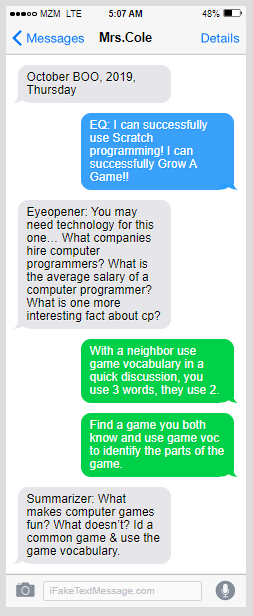 MZM LTE 5:07 AM 48%
Messages Mrs.Cole Details
October BOO, 2019,
Thursday
EQ: I can successfully
use Scratch
programming! I can
successfully Grow A
Game!!
Eyeopener: You may
need technology for this
one... What companies
hire computer
programmers? What is
the average salary of a
computer programmer?
What is one more
interesting fact about cp?
With a neighbor use
game vocabulary in a
quick discussion, you
use 3 words, they use 2.
Find a game you both
know and use game voc
to identify the parts of the
game.
Summarizer: What
makes computer games
fun? What doesn't? Id a
common game & use the
game vocabulary.
iFakeTextMessage.com